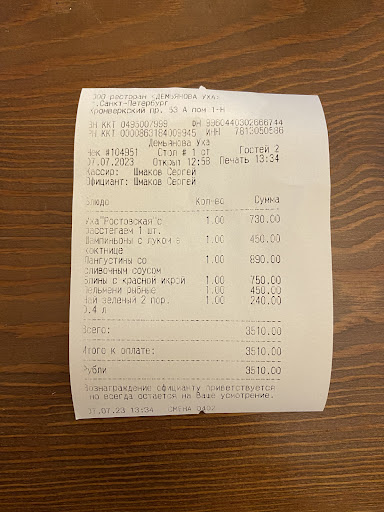 ООО ресторан "ДЕМЬЯНОВА УХА"
г.Санкт-Петербург
Кронверкский пр. 53 А пом 1-Н
ЗН ККТ 0495007959 ФН 9960440302666744
РН ККТ 0000863184009945 ИНН 7813050586
Демьянова Уха
Чек #104951 Стол # 1 ст Гостей 2
07.07.2023 Открыт 12:58 Печать 13:34
Кассир: Шмаков Сергей
Официант: Шмаков Сергей
Блюдо Кол-во Сумма
Уха"Ростовская"с 1.00 730.00
расстегаем 1 шт.
Шампиньоны с луком в 1.00 450.00
коктнице
Лангустины со 1.00 890.00
сливочным соусом
Блины с красной икрой 1.00 750.00
Пельмени рыбные 1.00 450.00
Чай зеленый 2 пор. 1.00 240.00
0.4 л
Всего: 3510.00
Итого к оплате: 3510.00
Рубли 3510.00
Вознаграждение официанту приветствуется
но всегда остается на Ваше усмотрение.
07.07.23 13:34 СМЕНА 0402